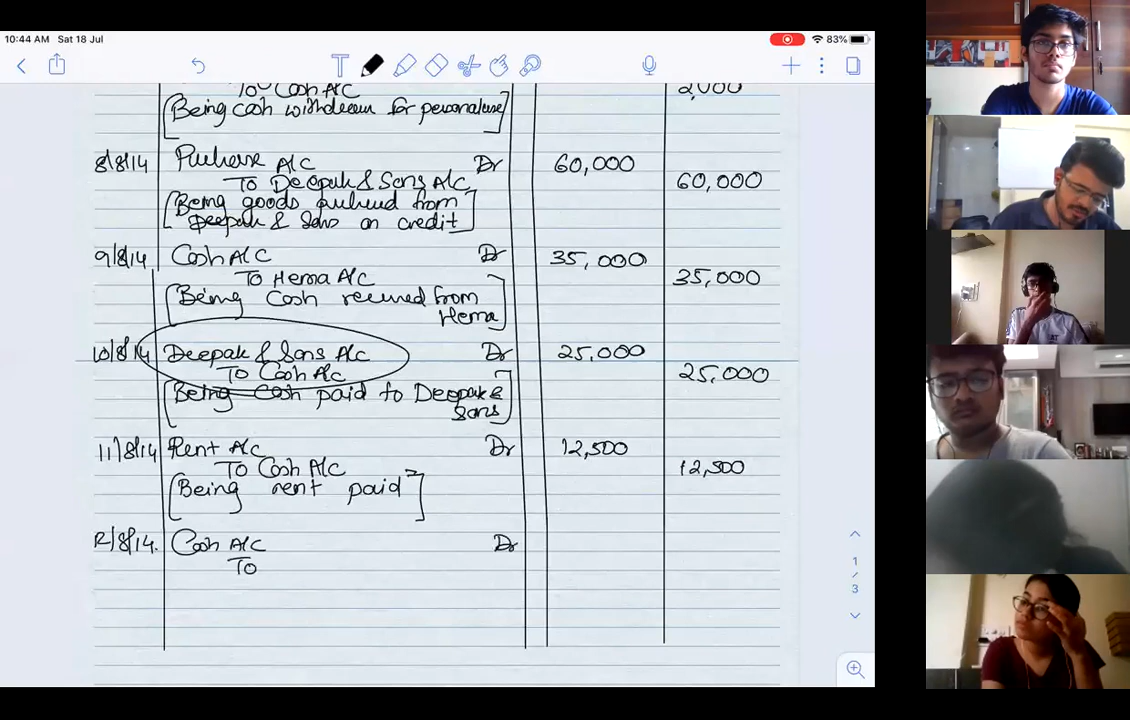 10:44 AM Sat 18 Jul
83%
To Cash A/C
2,000
[Being cash withdrawn for personal use]
8/8/14 Purchase A/C Dr 60,000
To Deepak & Sons A/C 60,000
[Being goods purchased from
Deepak & Sons on credit]
9/8/14 Cash A/C Dr 35,000
To Hema A/C 35,000
[Being Cash received from
Hema]
10/8/14 Deepak & Sons A/c Dr 25,000
To Cash A/c 25,000
[Being Cash paid to Deepak &
Sons]
11/8/14 Rent A/c Dr 12,500
To Cash A/C 12,500
[Being rent paid]
12/8/14. Cash A/C Dr
To
1
/
3